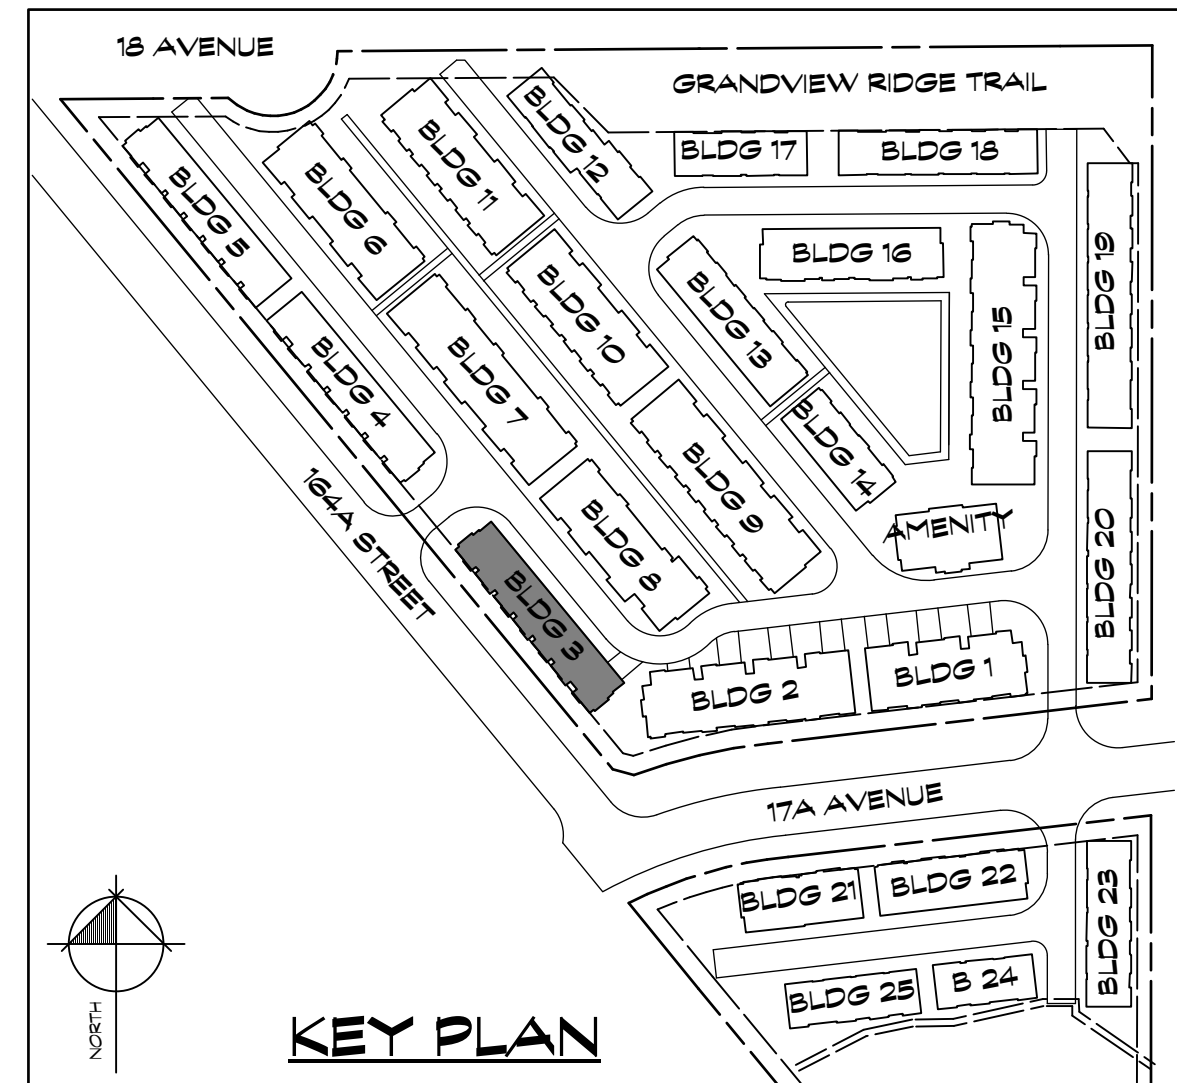 18 AVENUE
GRANDVIEW RIDGE TRAIL
BLDG 12
BLDG 11
BLDG 17
BLDG 18
BLDG 5
BLDG 6
BLDG 16
BLDG 19
BLDG 10
BLDG 13
BLDG 15
BLDG 4
BLDG 7
BLDG 14
BLDG 9
164A STREET
BLDG 8
AMENITY
BLDG 20
BLDG 3
BLDG 2
BLDG 1
17A AVENUE
BLDG 21
BLDG 22
BLDG 23
BLDG 25
B 24
NORTH
KEY PLAN